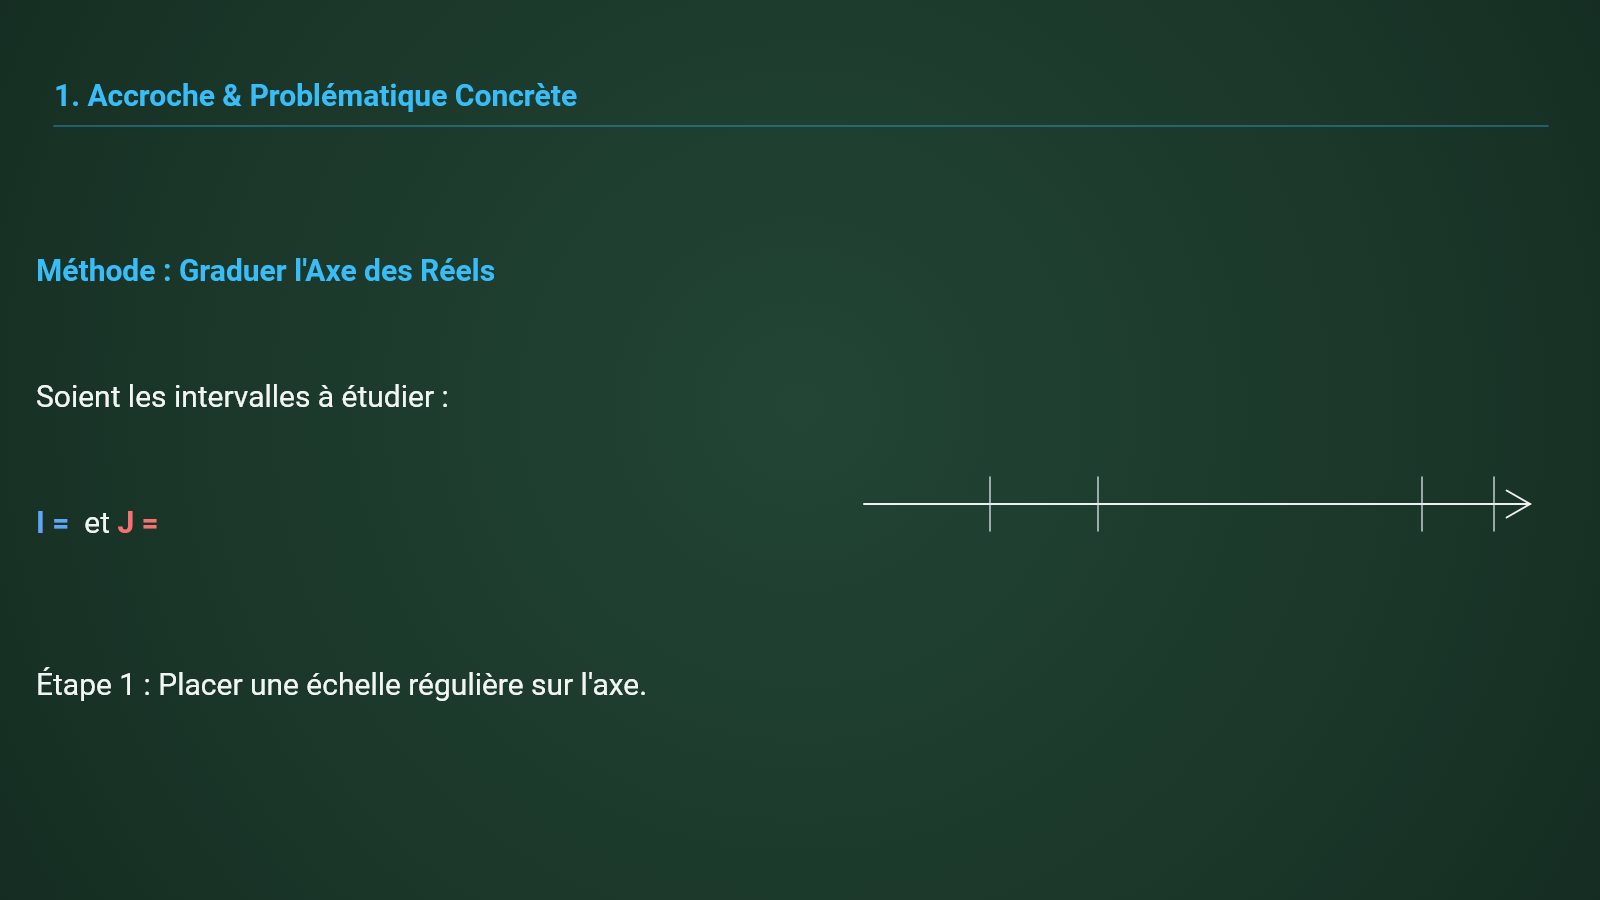 1. Accroche & Problématique Concrète
Méthode : Graduer l'Axe des Réels
Soient les intervalles à étudier :
I = et J =
Étape 1 : Placer une échelle régulière sur l'axe.